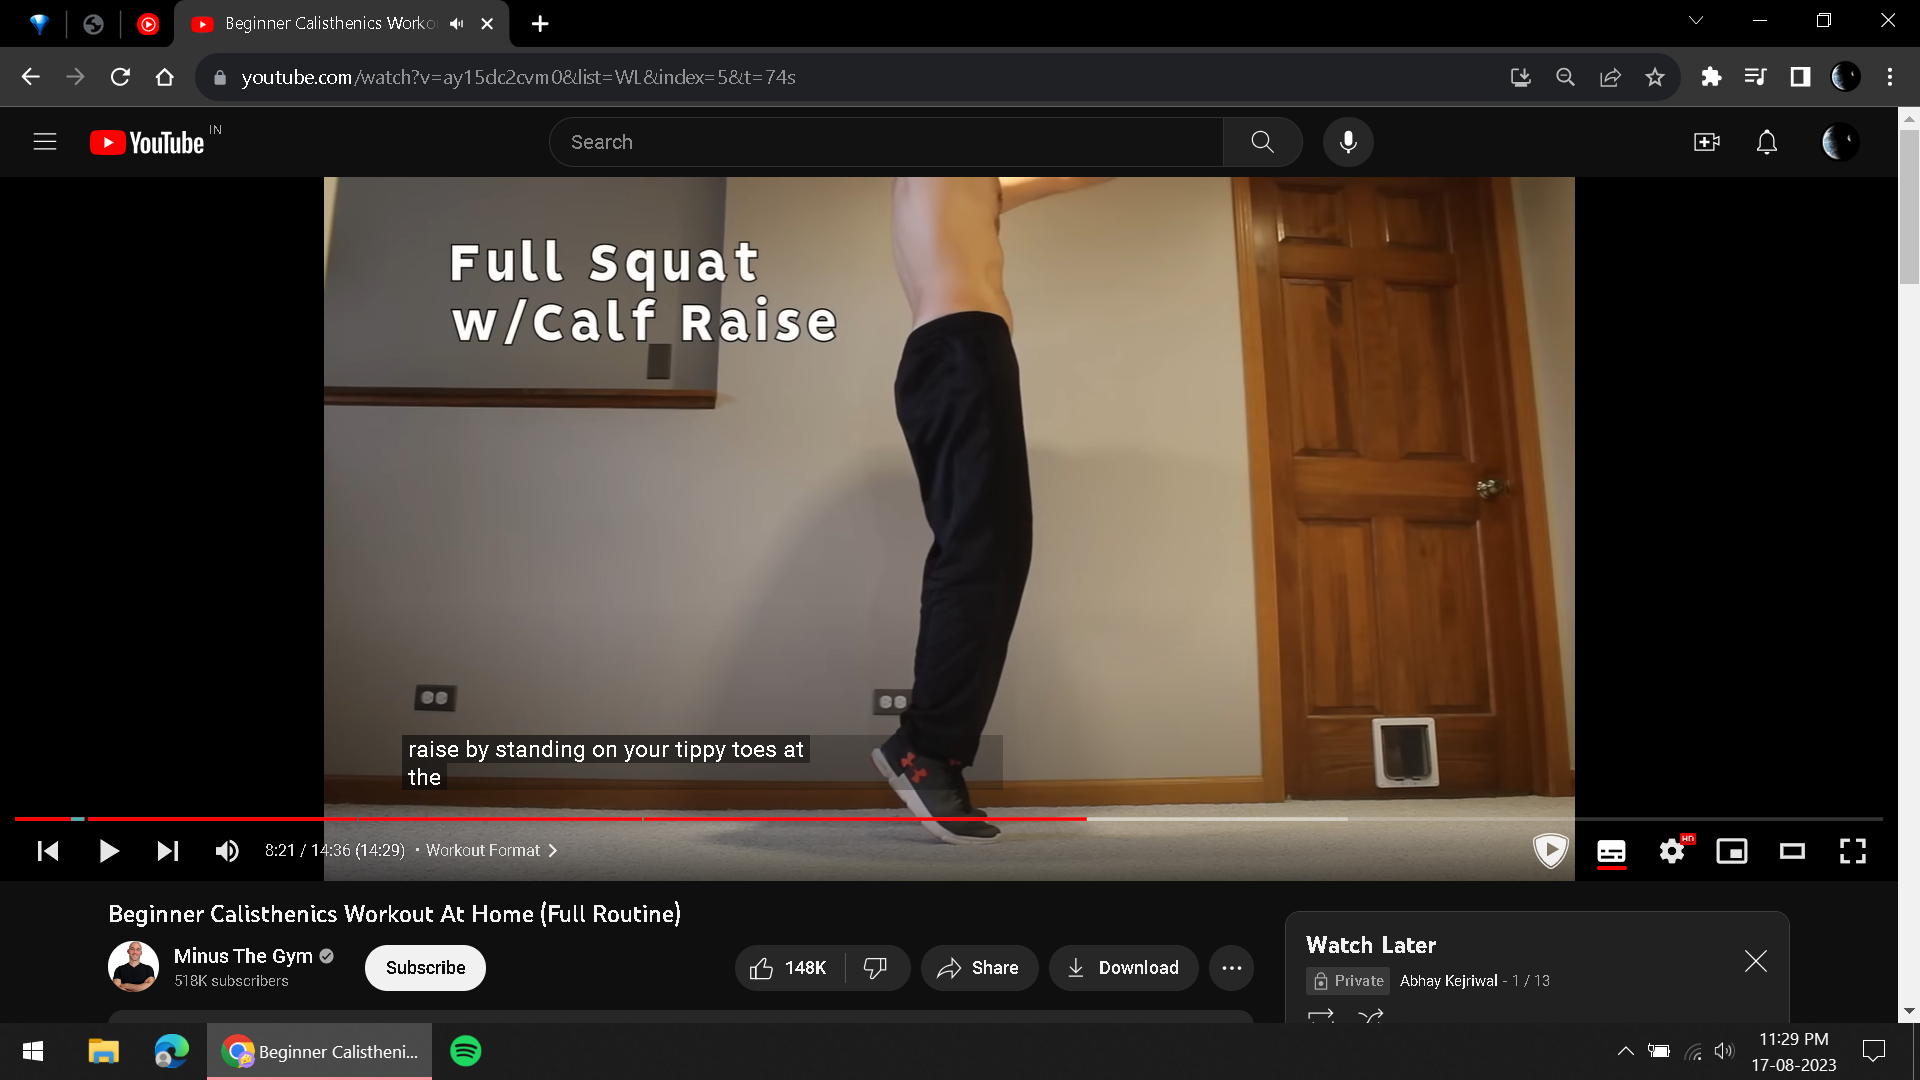 Beginner Calisthenics Worko
youtube.com/watch?v=ay15dc2cvm0&list=WL&index=5&t=74s
YouTube IN
Search
Full Squat
w/Calf Raise
raise by standing on your tippy toes at
the
8:21 / 14:36 (14:29) • Workout Format
HD
Beginner Calisthenics Workout At Home (Full Routine)
Minus The Gym
518K subscribers
Subscribe
148K
Share
Download
Watch Later
Private Abhay Kejriwal - 1 / 13
Beginner Calistheni...
11:29 PM
17-08-2023